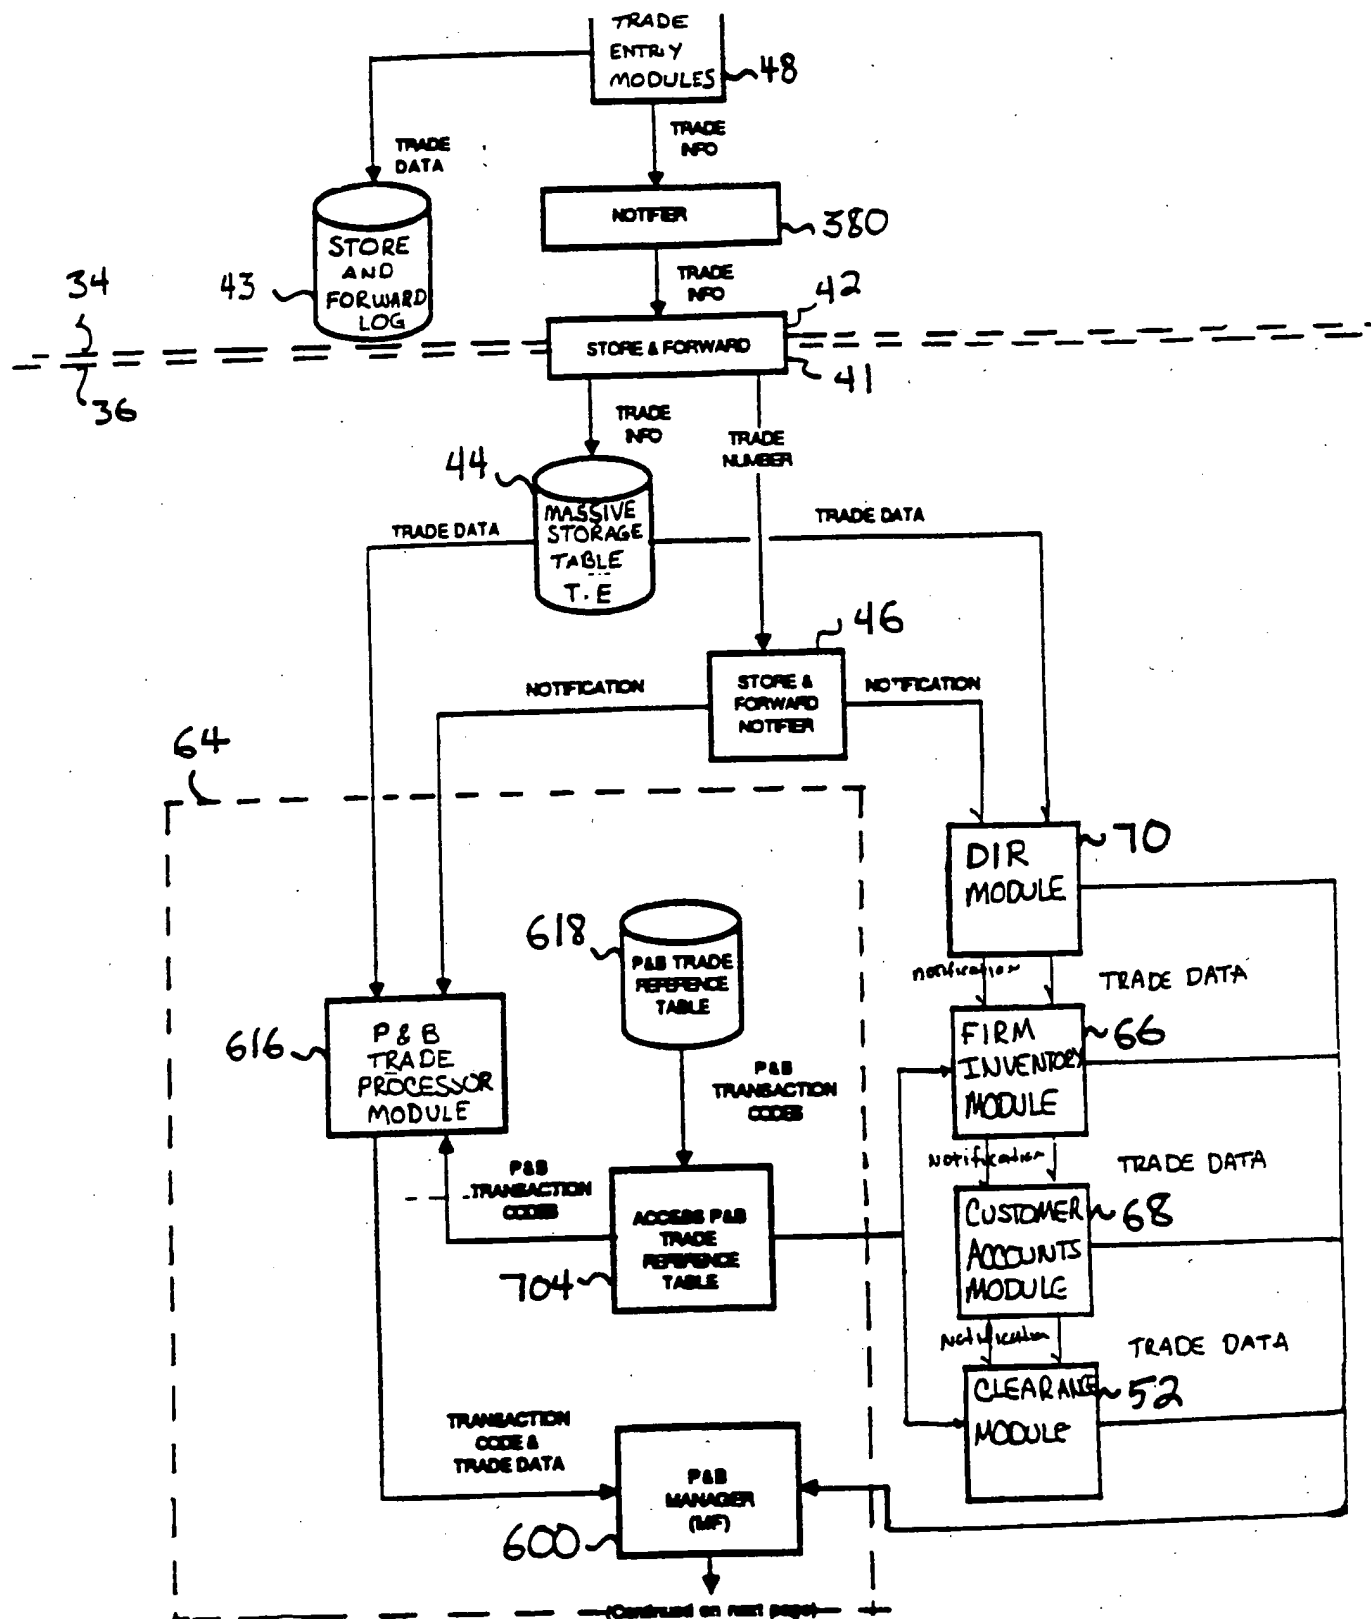 TRADE
ENTRY
MODULES
48
TRADE
DATA
TRADE
INFO
NOTIFIER
380
STORE
AND
FORWARD
LOG
43
34
TRADE
INFO
42
STORE & FORWARD
41
36
TRADE
INFO
TRADE
NUMBER
44
MASSIVE
STORAGE
TABLE
T.E
TRADE DATA
TRADE DATA
46
STORE &
FORWARD
NOTIFIER
NOTIFICATION
NOTIFICATION
64
DIR
MODULE
70
618
P&B TRADE
REFERENCE
TABLE
notification
TRADE DATA
616
P & B
TRADE
PROCESSOR
MODULE
FIRM
INVENTORY
MODULE
66
P&B
TRANSACTION
CODES
Notification
TRADE DATA
P&B
TRANSACTION
CODES
ACCESS P&B
TRADE
REFERENCE
TABLE
704
CUSTOMER
ACCOUNTS
MODULE
68
Notification
TRADE DATA
CLEARANCE
MODULE
52
TRANSACTION
CODE &
TRADE DATA
P&B
MANAGER
(MF)
600
(Continued on next page)